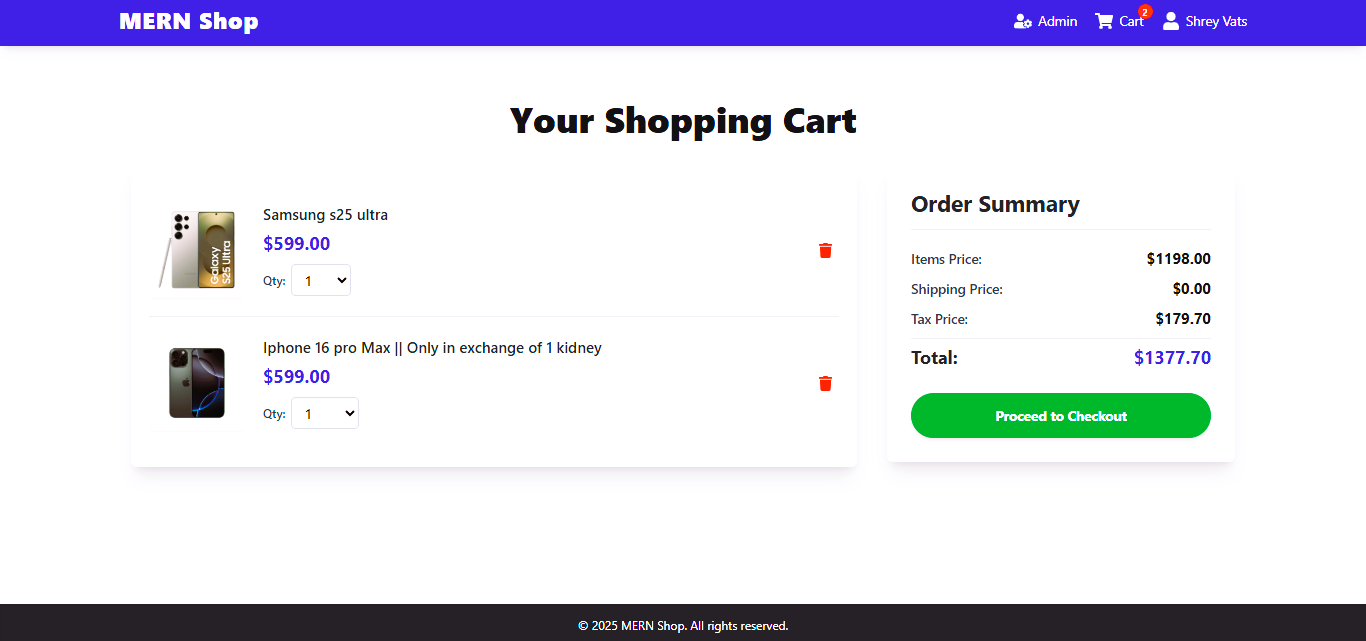 MERN Shop
Admin
Cart
2
Shrey Vats
Your Shopping Cart
Samsung s25 ultra
$599.00
Qty: 1
Galaxy
S25 Ultra
Iphone 16 pro Max || Only in exchange of 1 kidney
$599.00
Qty: 1
Order Summary
Items Price: $1198.00
Shipping Price: $0.00
Tax Price: $179.70
Total: $1377.70
Proceed to Checkout
© 2025 MERN Shop. All rights reserved.